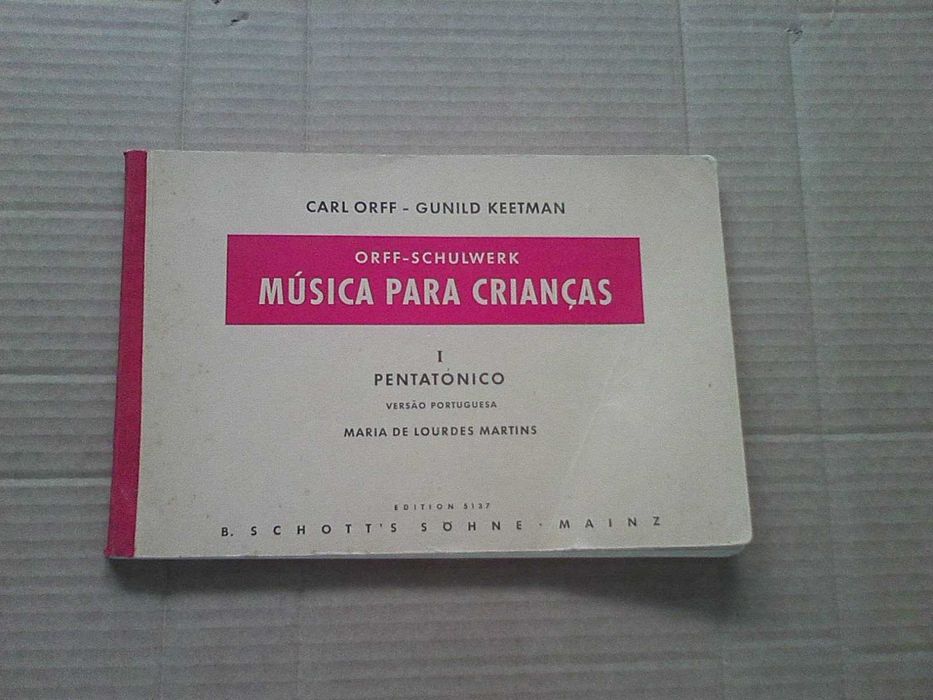 CARL ORFF - GUNILD KEETMAN
ORFF-SCHULWERK
MÚSICA PARA CRIANÇAS
I
PENTATÓNICO
VERSÃO PORTUGUESA
MARIA DE LOURDES MARTINS
EDITION 5137
B. SCHOTT'S SÖHNE · MAINZ